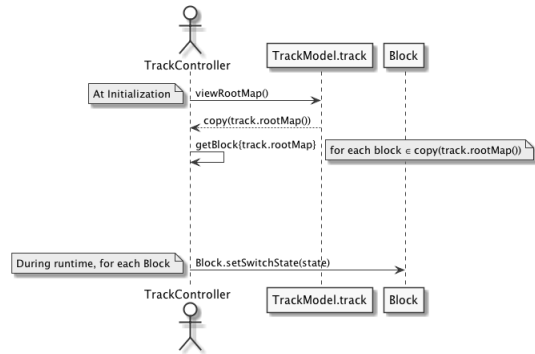 TrackController
TrackModel.track
Block
At Initialization
viewRootMap()
copy(track.rootMap())
getBlock{track.rootMap}
for each block ∈ copy(track.rootMap())
During runtime, for each Block
Block.setSwitchState(state)
TrackController
TrackModel.track
Block